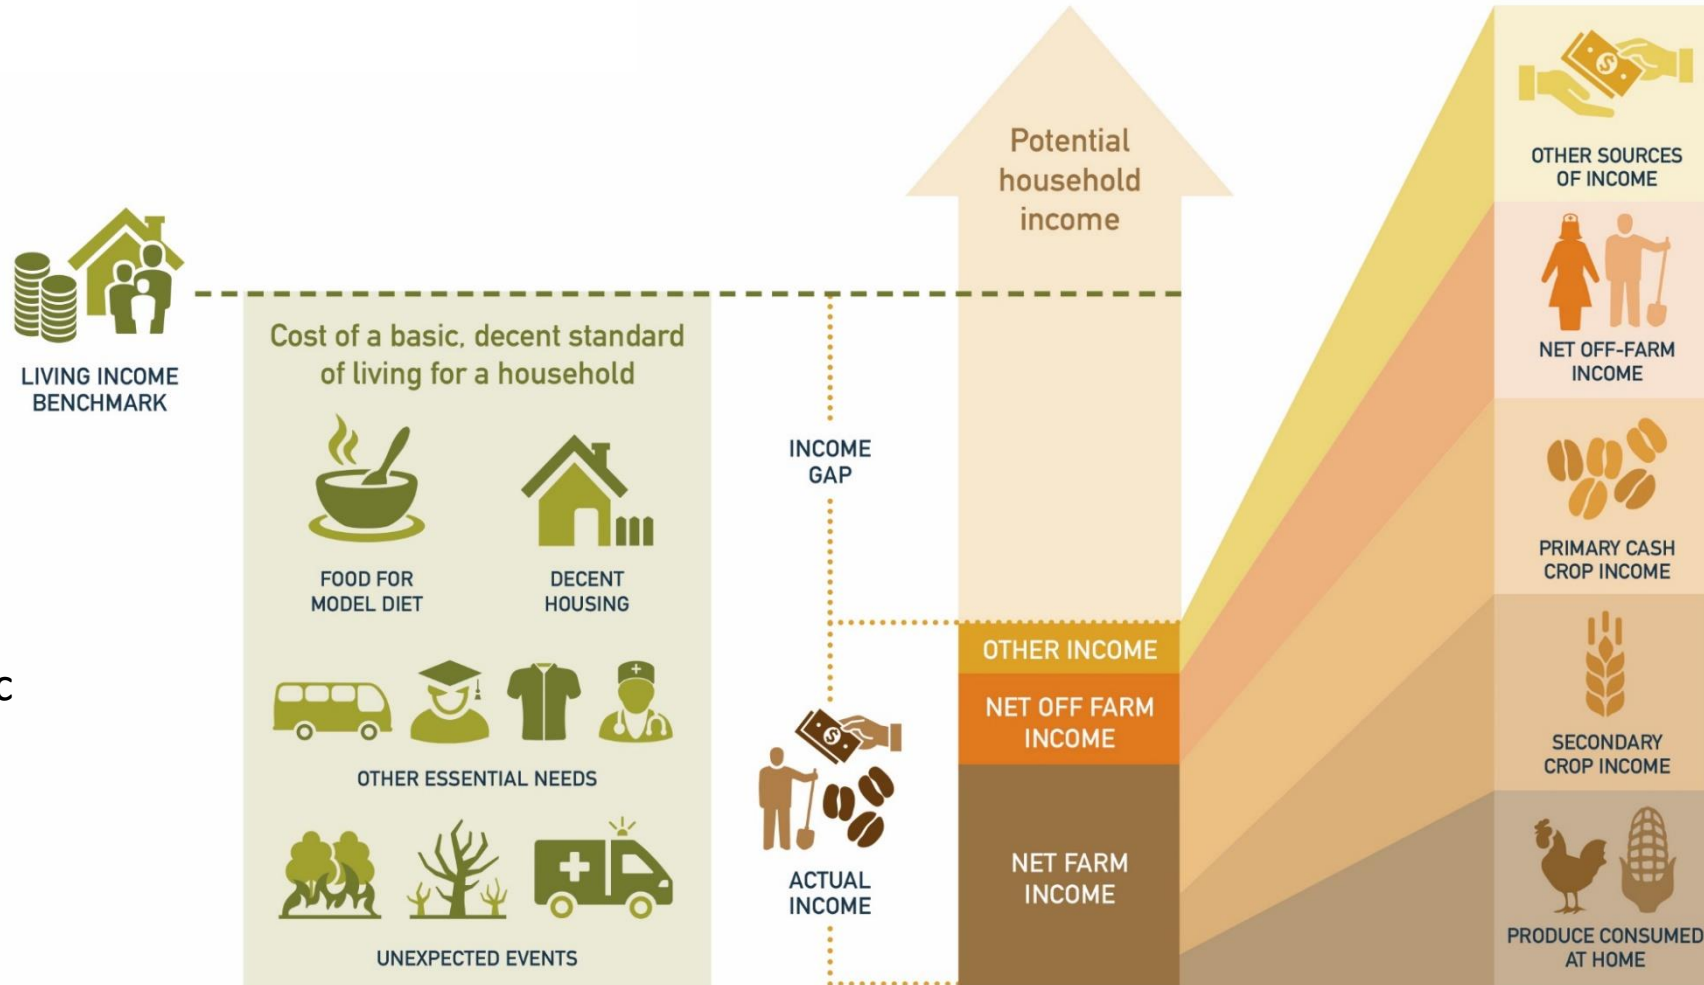 LIVING INCOME
BENCHMARK
Cost of a basic, decent standard
of living for a household
FOOD FOR
MODEL DIET
DECENT
HOUSING
OTHER ESSENTIAL NEEDS
UNEXPECTED EVENTS
c
INCOME
GAP
ACTUAL
INCOME
Potential
household
income
OTHER INCOME
NET OFF FARM
INCOME
NET FARM
INCOME
$
$
OTHER SOURCES
OF INCOME
NET OFF-FARM
INCOME
PRIMARY CASH
CROP INCOME
SECONDARY
CROP INCOME
PRODUCE CONSUMED
AT HOME